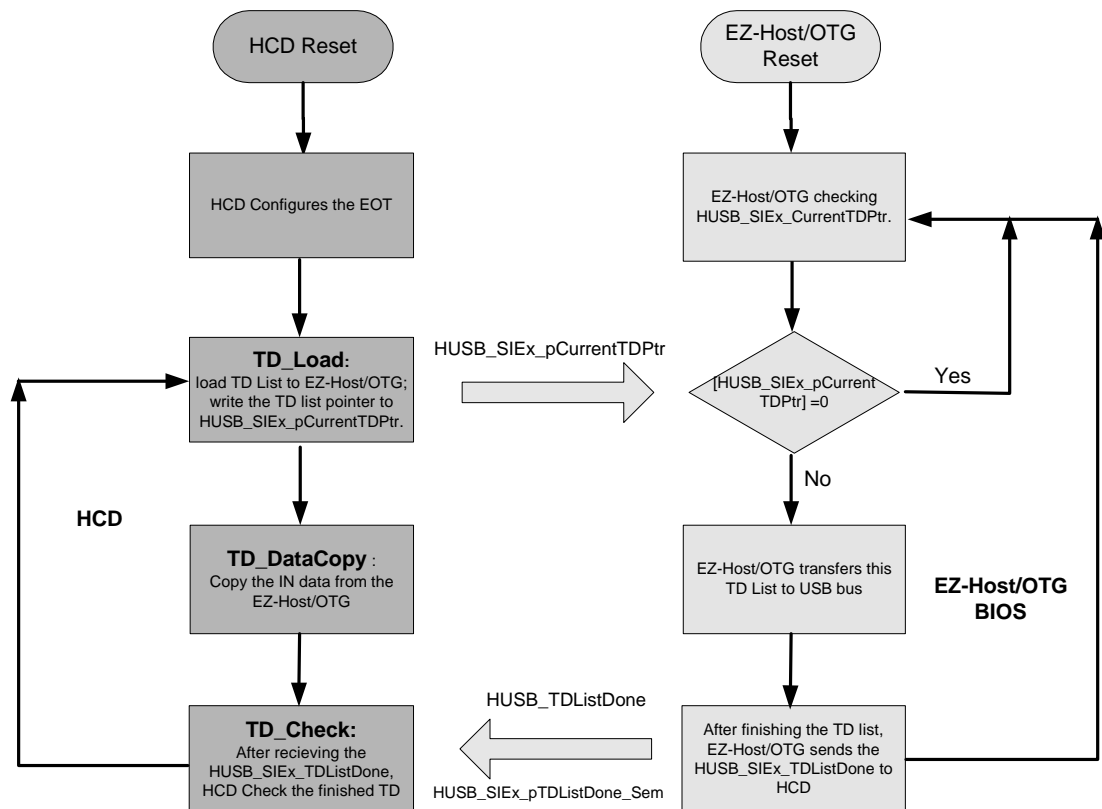 HCD Reset
EZ-Host/OTG
Reset
HCD Configures the EOT
EZ-Host/OTG checking
HUSB_SIEx_CurrentTDPtr.
TD_Load:
load TD List to EZ-Host/OTG;
write the TD list pointer to
HUSB_SIEx_pCurrentTDPtr.
HUSB_SIEx_pCurrentTDPtr
[HUSB_SIEx_pCurrent
TDPtr] =0
Yes
No
HCD
TD_DataCopy :
Copy the IN data from the
EZ-Host/OTG
EZ-Host/OTG transfers this
TD List to USB bus
EZ-Host/OTG
BIOS
TD_Check:
After recieving the
HUSB_SIEx_TDListDone,
HCD Check the finished TD
HUSB_TDListDone
HUSB_SIEx_pTDListDone_Sem
After finishing the TD list,
EZ-Host/OTG sends the
HUSB_SIEx_TDListDone to
HCD